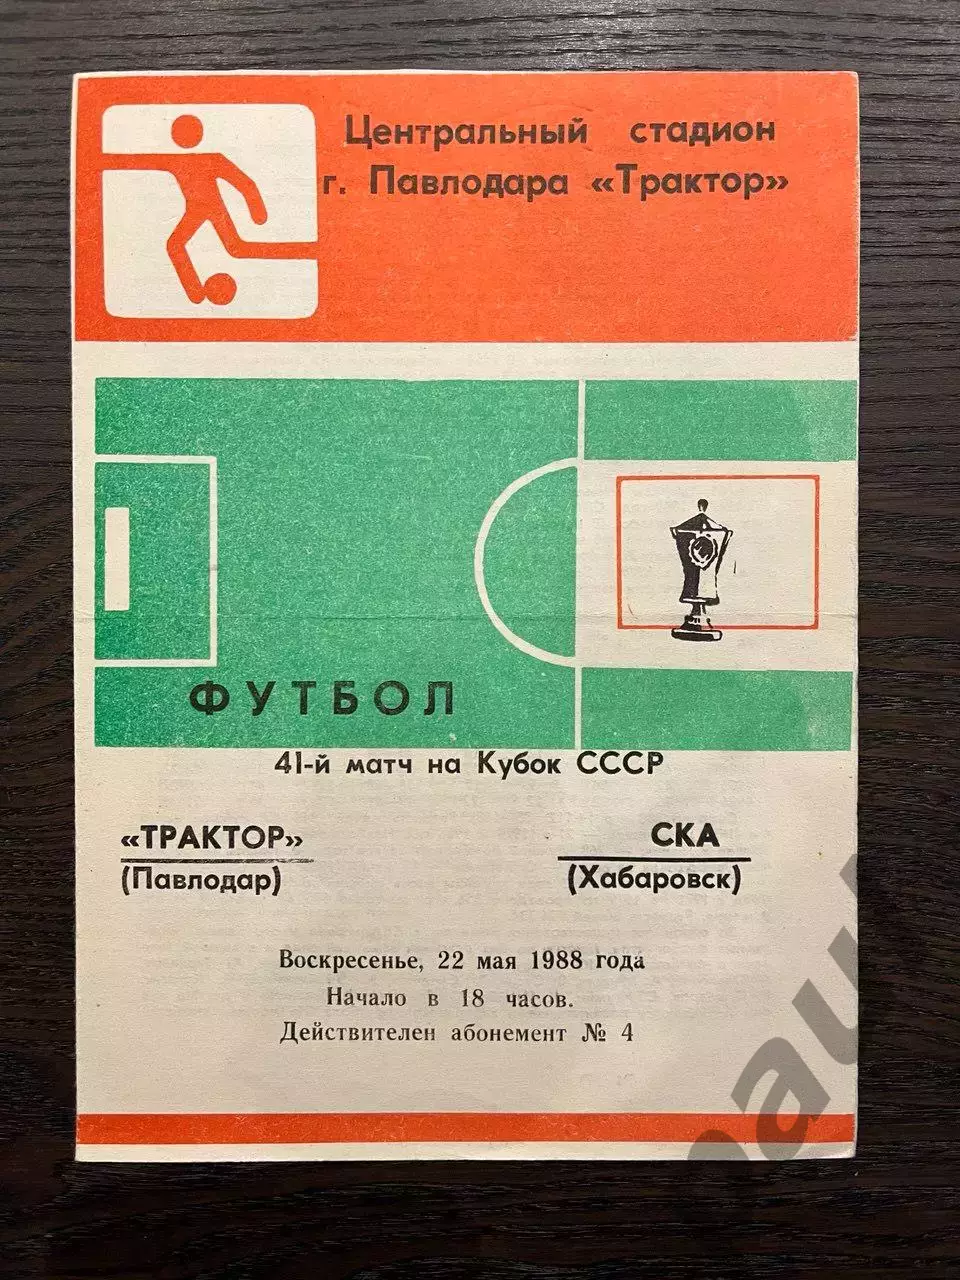 Центральный стадион
г. Павлодара «Трактор»
ФУТБОЛ
41-й матч на Кубок СССР
«ТРАКТОР»
(Павлодар)
СКА
(Хабаровск)
Воскресенье, 22 мая 1988 года
Начало в 18 часов.
Действителен абонемент № 4